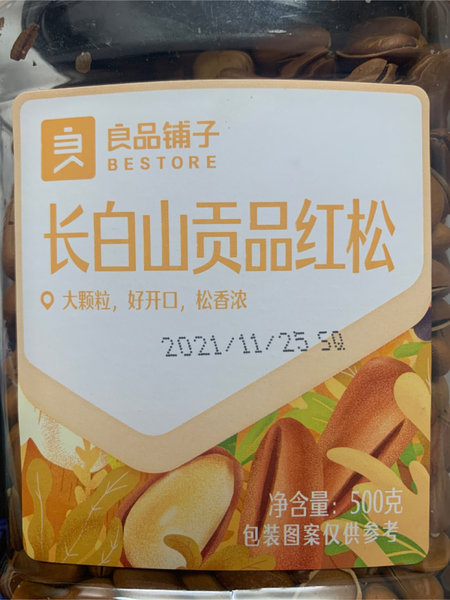 良品铺子
BESTORE
长白山贡品红松
大颗粒，好开口，松香浓
2021/11/25 SQ
净含量：500克
包装图案仅供参考